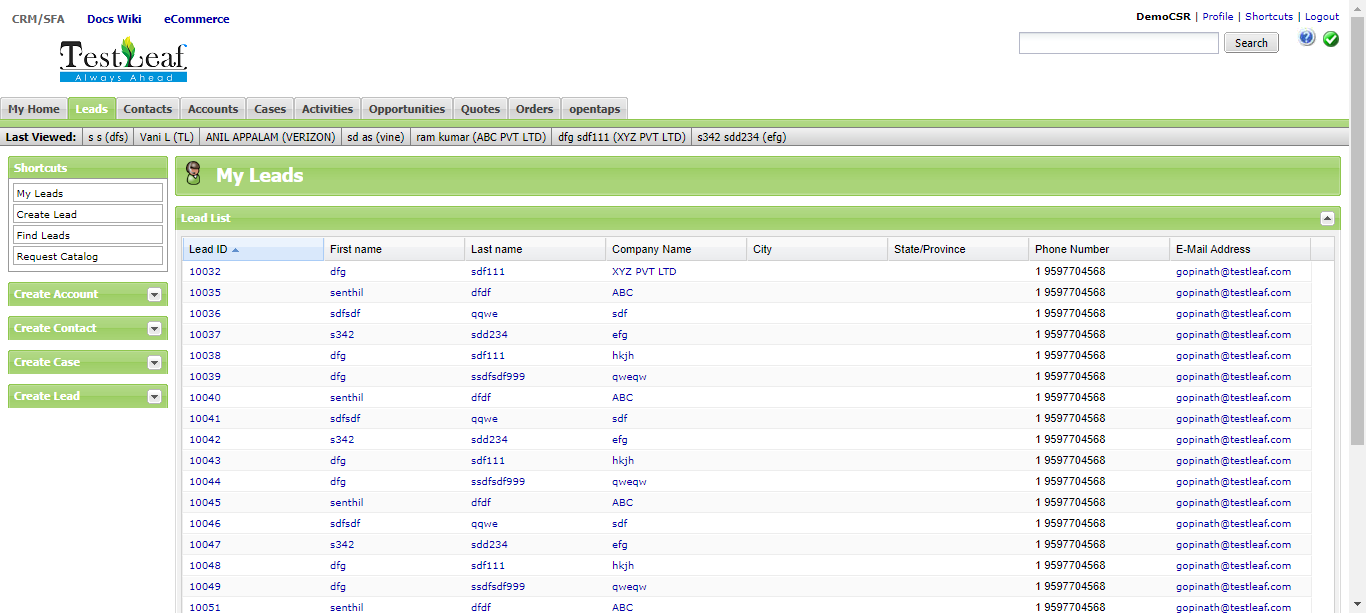 CRM/SFA Docs Wiki eCommerce
DemoCSR | Profile | Shortcuts | Logout
Search
TestLeaf
Always Ahead
My Home Leads Contacts Accounts Cases Activities Opportunities Quotes Orders opentaps
Last Viewed: s s (dfs) Vani L (TL) ANIL APPALAM (VERIZON) sd as (vine) ram kumar (ABC PVT LTD) dfg sdf111 (XYZ PVT LTD) s342 sdd234 (efg)
Shortcuts
My Leads
Create Lead
Find Leads
Request Catalog
Create Account
Create Contact
Create Case
Create Lead
My Leads
Lead List
Lead ID First name Last name Company Name City State/Province Phone Number E-Mail Address
10032 dfg sdf111 XYZ PVT LTD 1 9597704568 gopinath@testleaf.com
10035 senthil dfdf ABC 1 9597704568 gopinath@testleaf.com
10036 sdfsdf qqwe sdf 1 9597704568 gopinath@testleaf.com
10037 s342 sdd234 efg 1 9597704568 gopinath@testleaf.com
10038 dfg sdf111 hkjh 1 9597704568 gopinath@testleaf.com
10039 dfg ssdfsdf999 qweqw 1 9597704568 gopinath@testleaf.com
10040 senthil dfdf ABC 1 9597704568 gopinath@testleaf.com
10041 sdfsdf qqwe sdf 1 9597704568 gopinath@testleaf.com
10042 s342 sdd234 efg 1 9597704568 gopinath@testleaf.com
10043 dfg sdf111 hkjh 1 9597704568 gopinath@testleaf.com
10044 dfg ssdfsdf999 qweqw 1 9597704568 gopinath@testleaf.com
10045 senthil dfdf ABC 1 9597704568 gopinath@testleaf.com
10046 sdfsdf qqwe sdf 1 9597704568 gopinath@testleaf.com
10047 s342 sdd234 efg 1 9597704568 gopinath@testleaf.com
10048 dfg sdf111 hkjh 1 9597704568 gopinath@testleaf.com
10049 dfg ssdfsdf999 qweqw 1 9597704568 gopinath@testleaf.com
10051 senthil dfdf ABC 1 9597704568 gopinath@testleaf.com